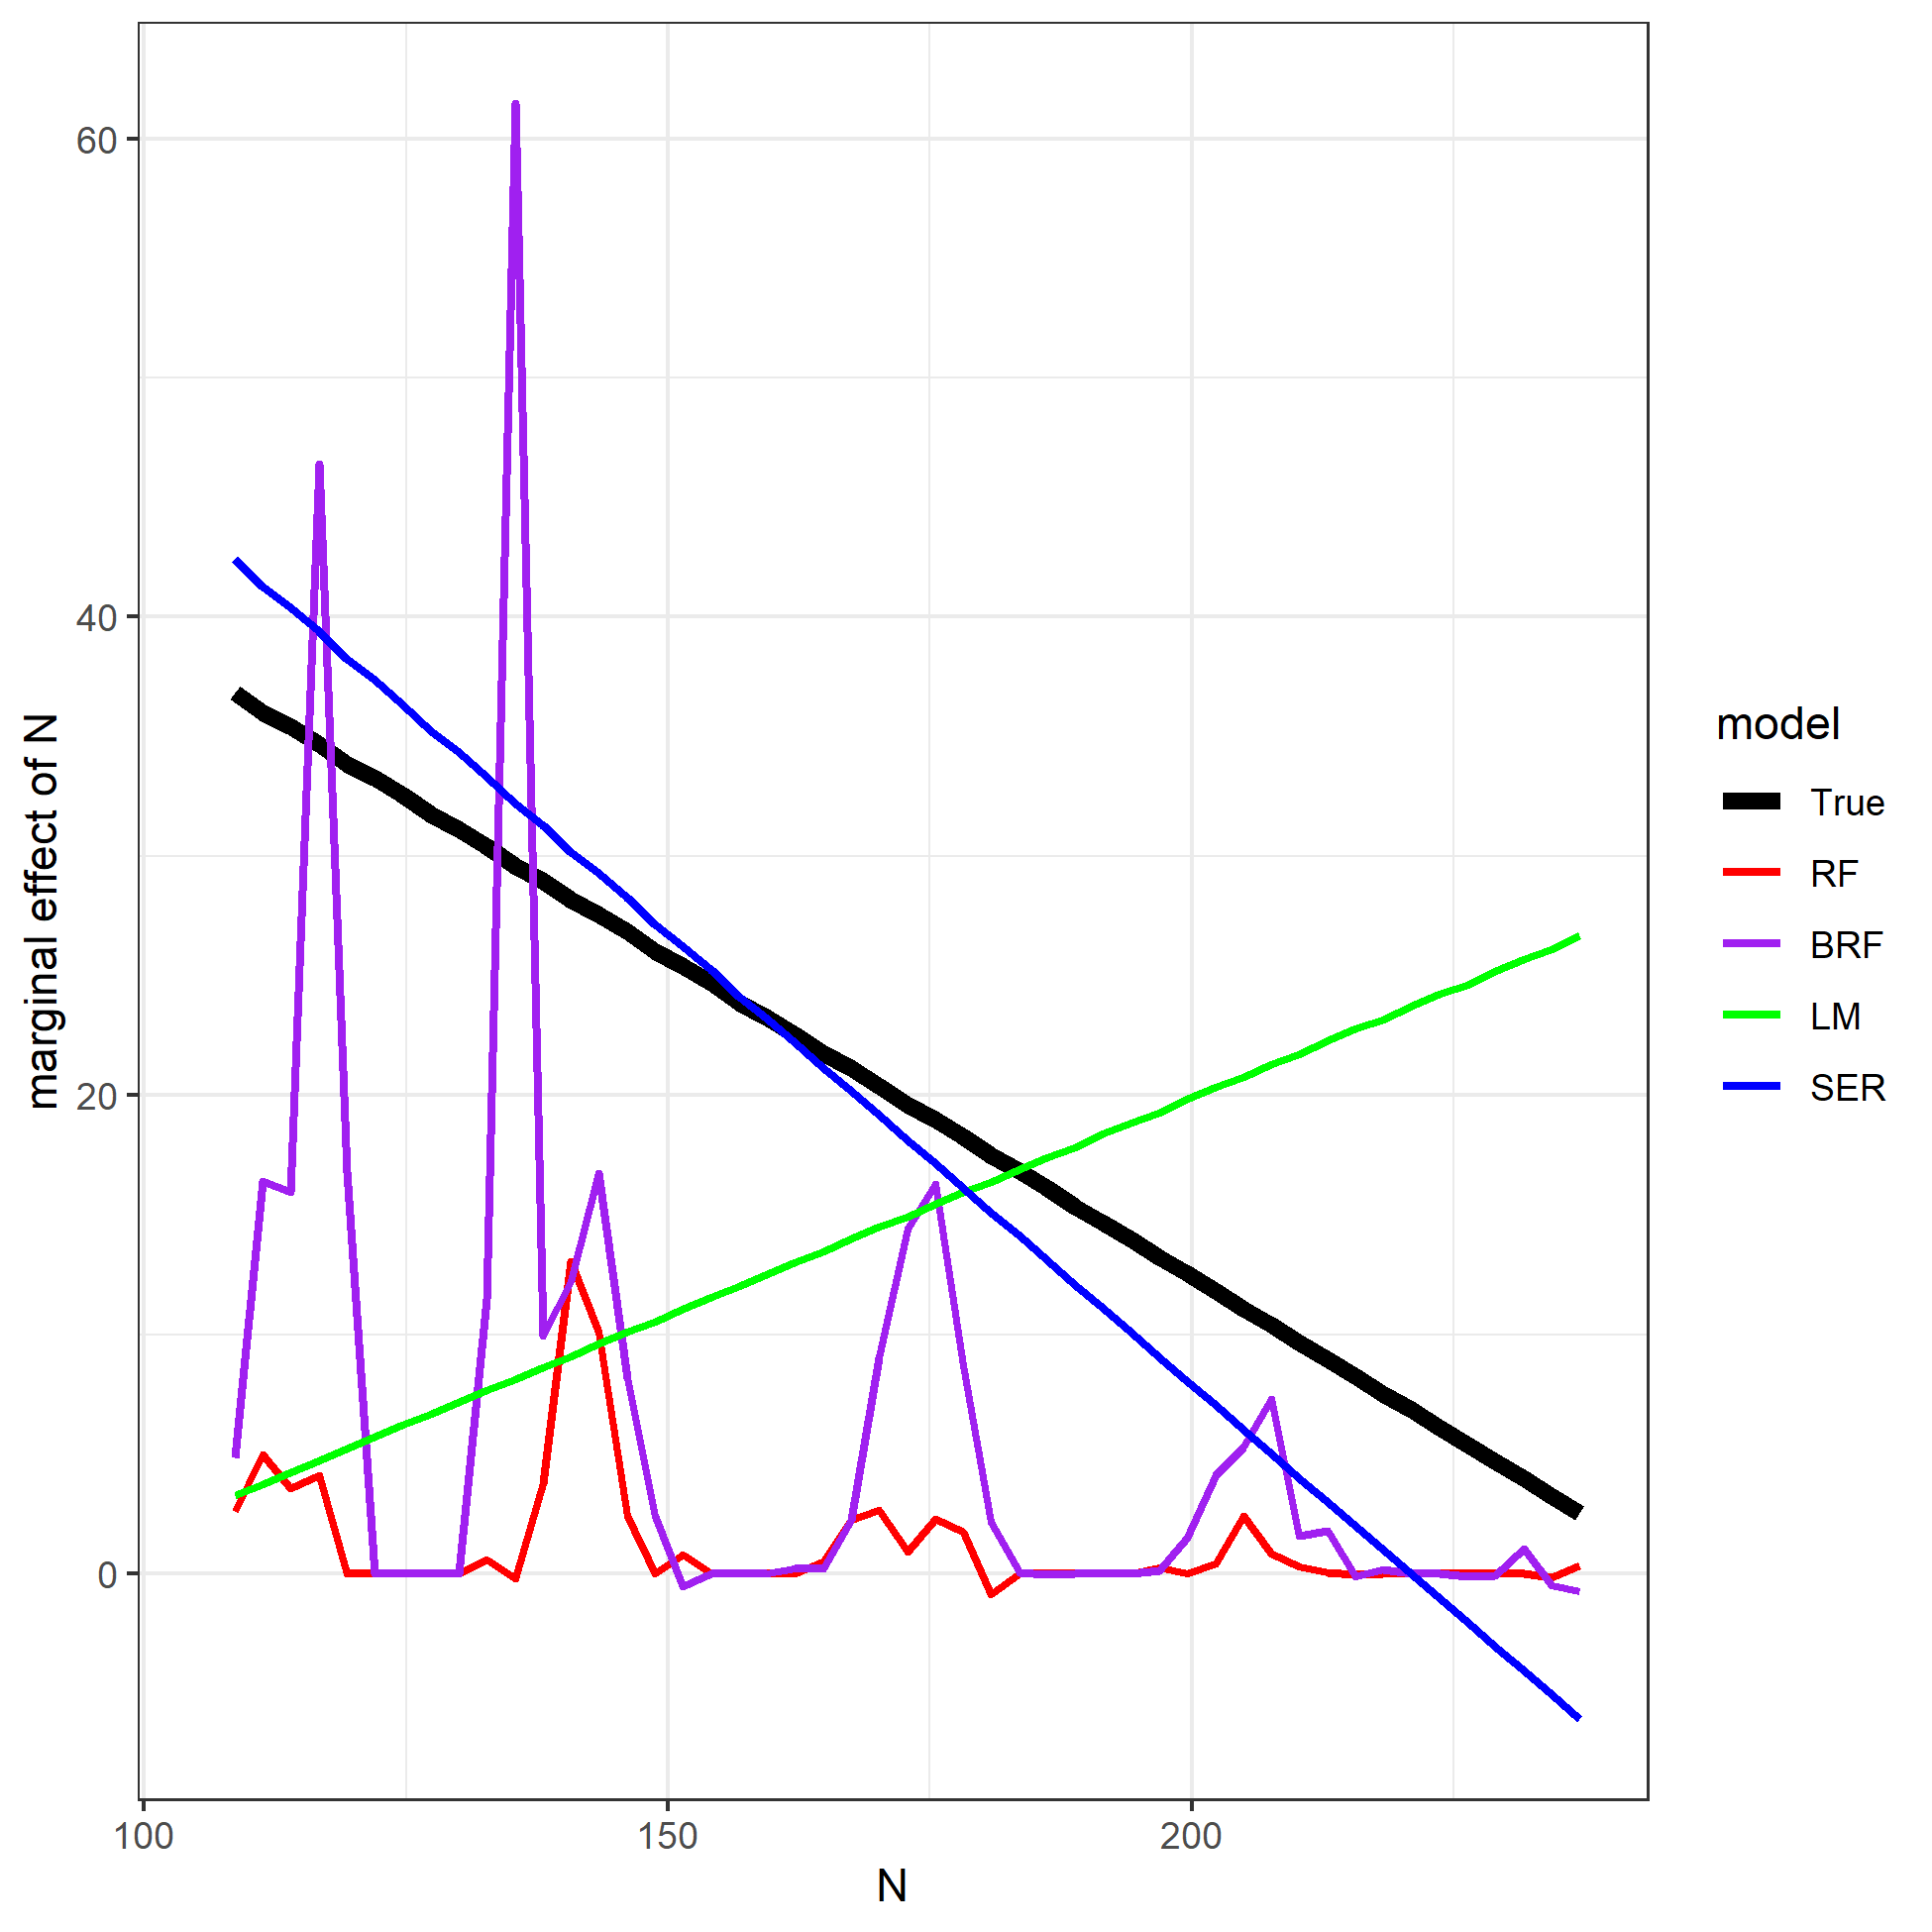 60
40
20
0
marginal effect of N
100
150
200
N
model
True
RF
BRF
LM
SER